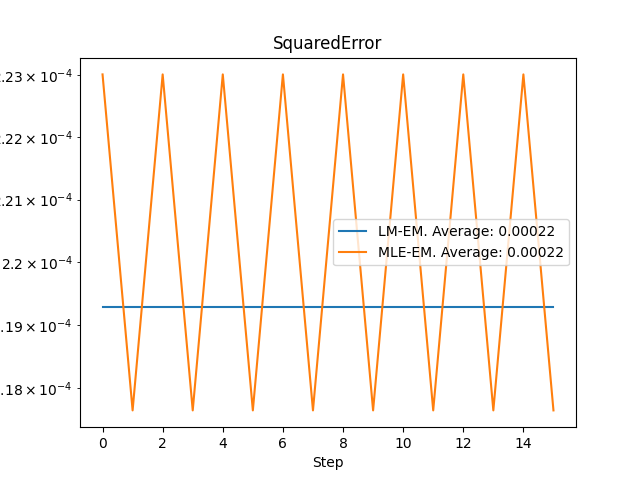 SquaredError
.23 × 10⁻⁴
.22 × 10⁻⁴
.21 × 10⁻⁴
2.2 × 10⁻⁴
.19 × 10⁻⁴
.18 × 10⁻⁴
LM-EM. Average: 0.00022
MLE-EM. Average: 0.00022
0 2 4 6 8 10 12 14
Step